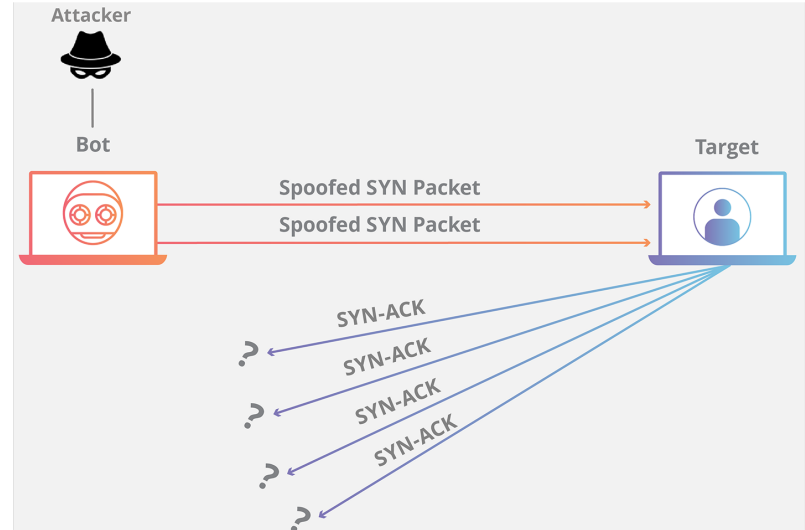 Attacker
Bot
Target
Spoofed SYN Packet
Spoofed SYN Packet
SYN-ACK
?
SYN-ACK
?
SYN-ACK
?
SYN-ACK
?